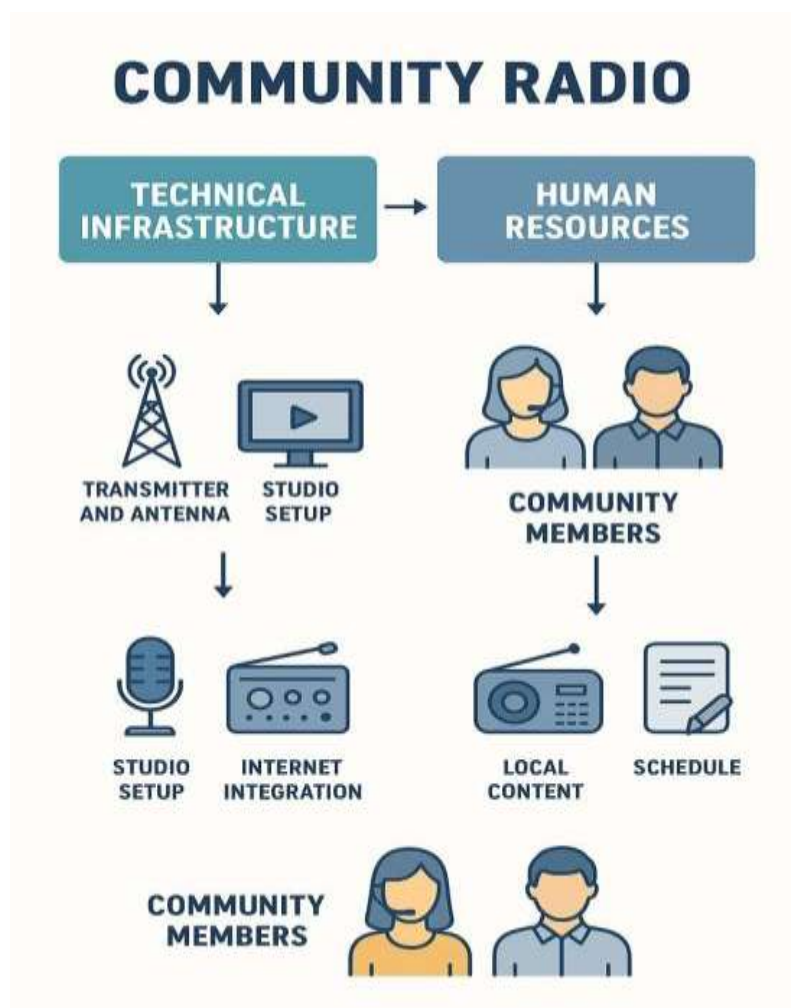 COMMUNITY RADIO
TECHNICAL
INFRASTRUCTURE
HUMAN
RESOURCES
TRANSMITTER
AND ANTENNA
STUDIO
SETUP
COMMUNITY
MEMBERS
STUDIO
SETUP
INTERNET
INTEGRATION
LOCAL
CONTENT
SCHEDULE
COMMUNITY
MEMBERS